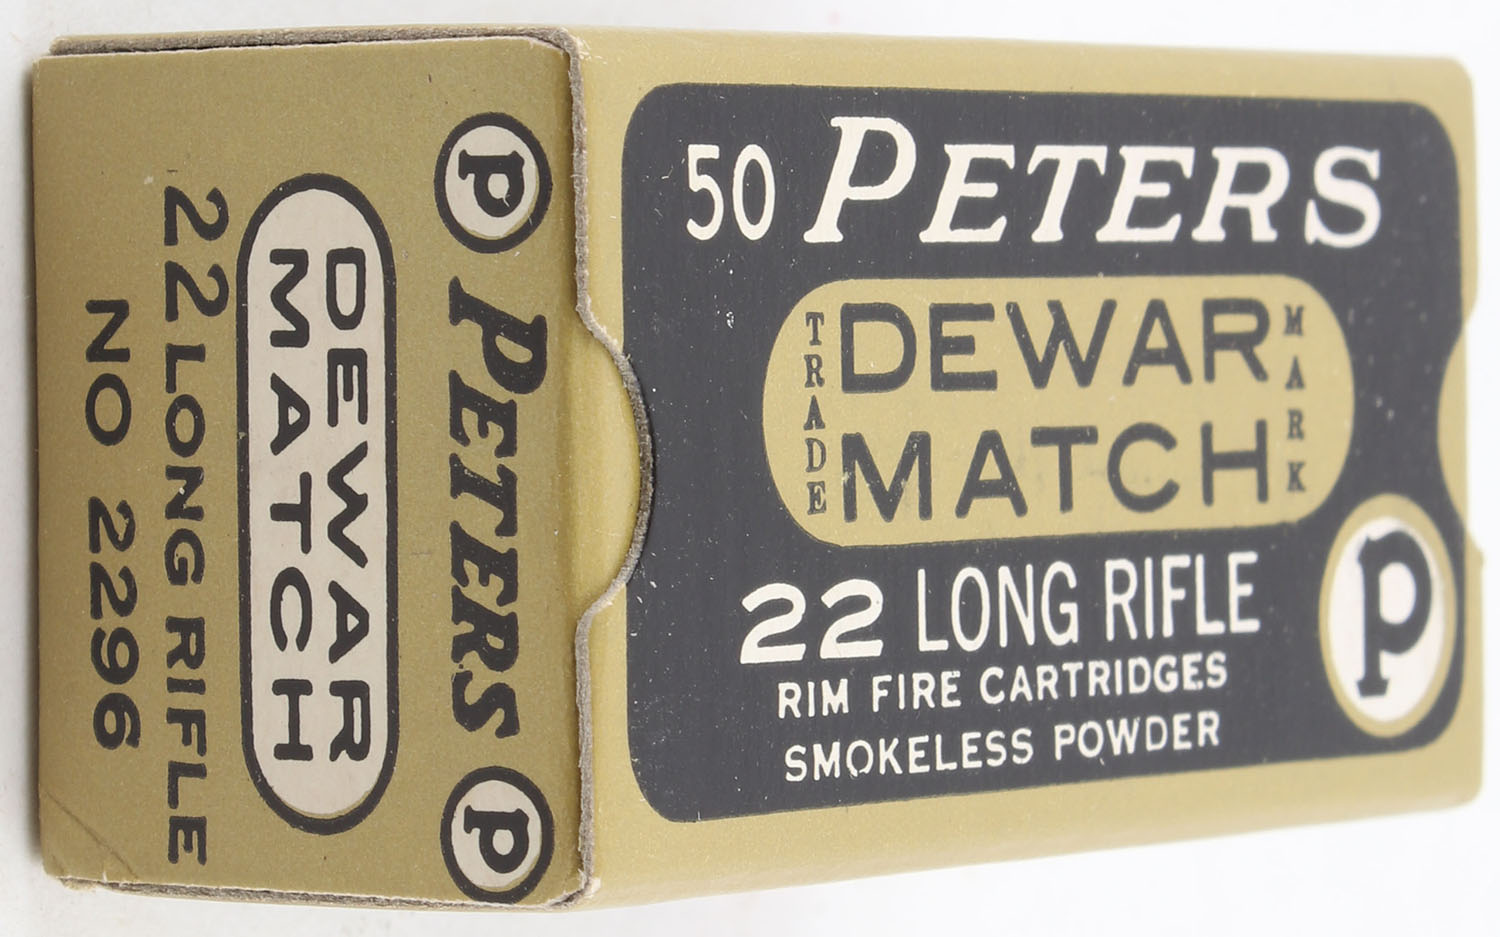 50 PETERS
TRADE
DEWAR
MATCH
MARK
22 LONG RIFLE
RIM FIRE CARTRIDGES
SMOKELESS POWDER
P
P PETERS P
DEWAR
MATCH
22 LONG RIFLE
NO 2296